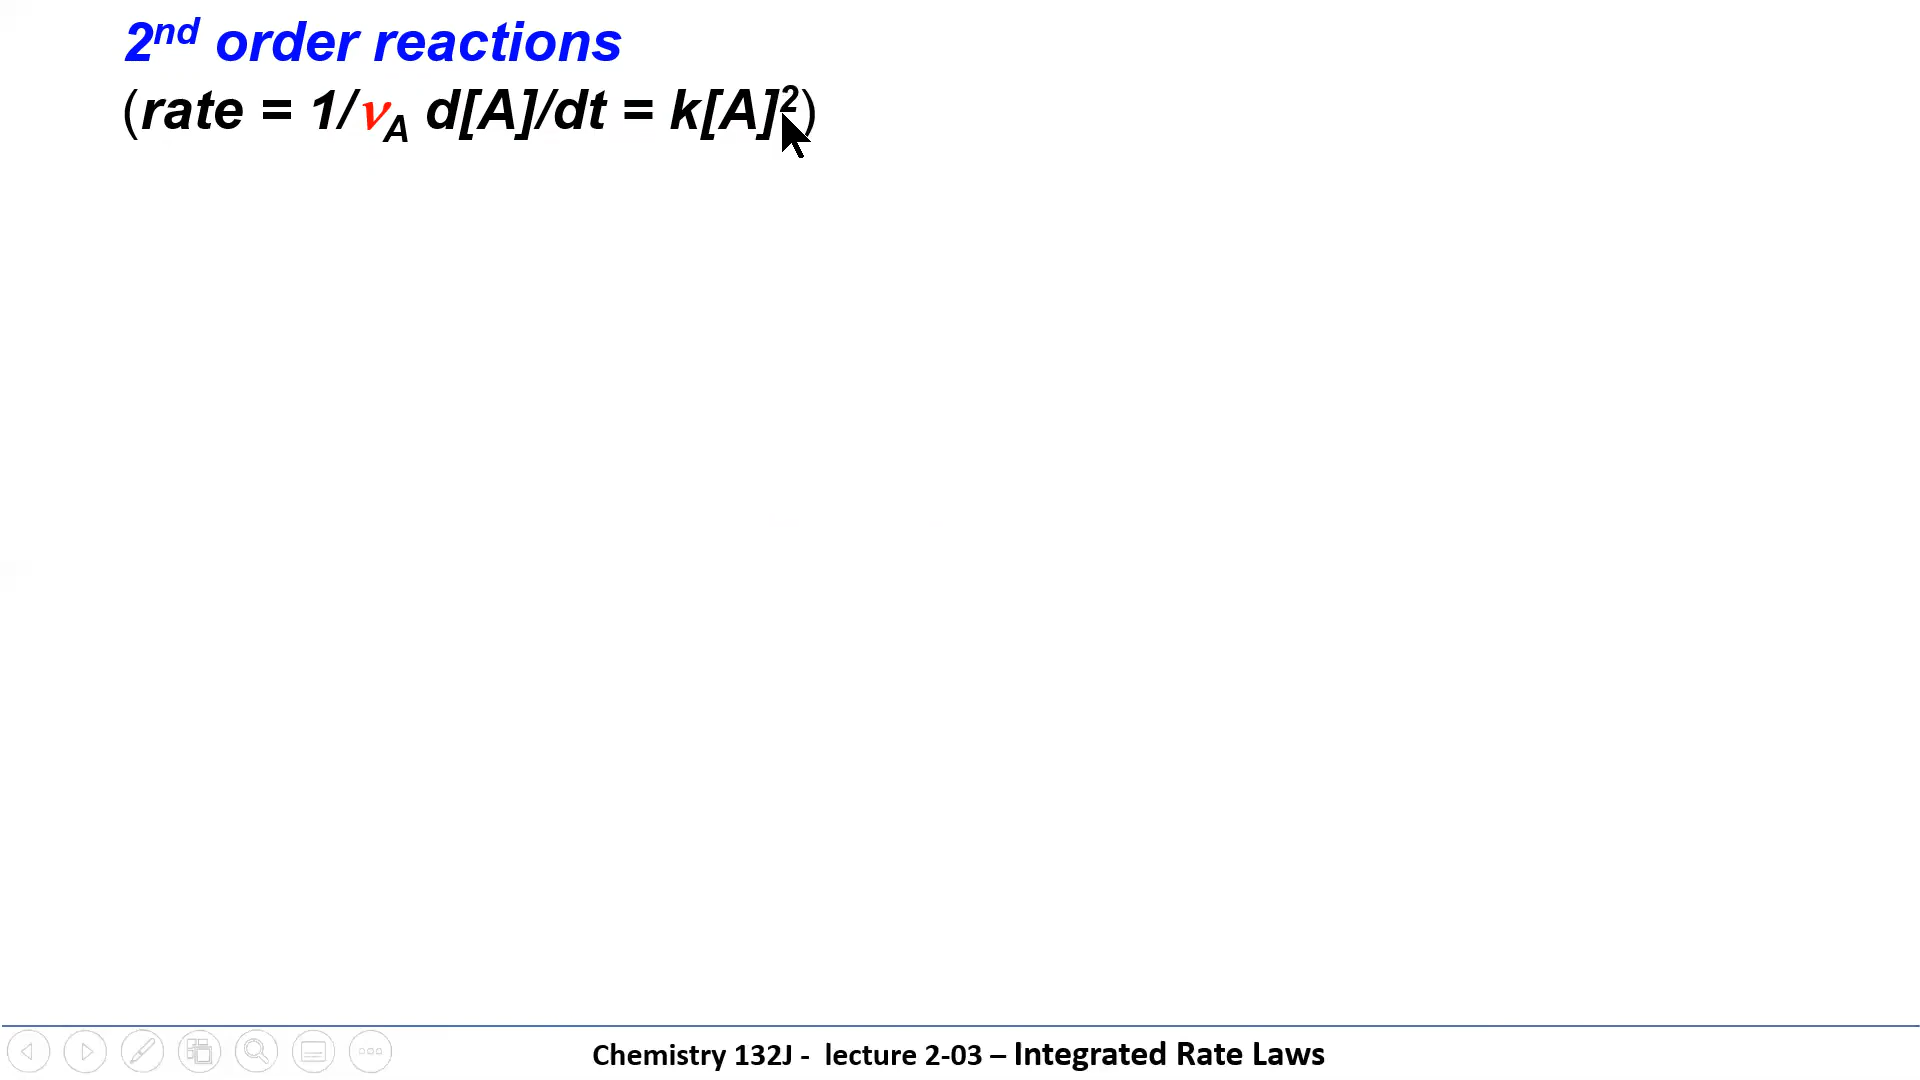 2nd order reactions
(rate = 1/νA d[A]/dt = k[A]2)
Chemistry 132J - lecture 2-03 – Integrated Rate Laws